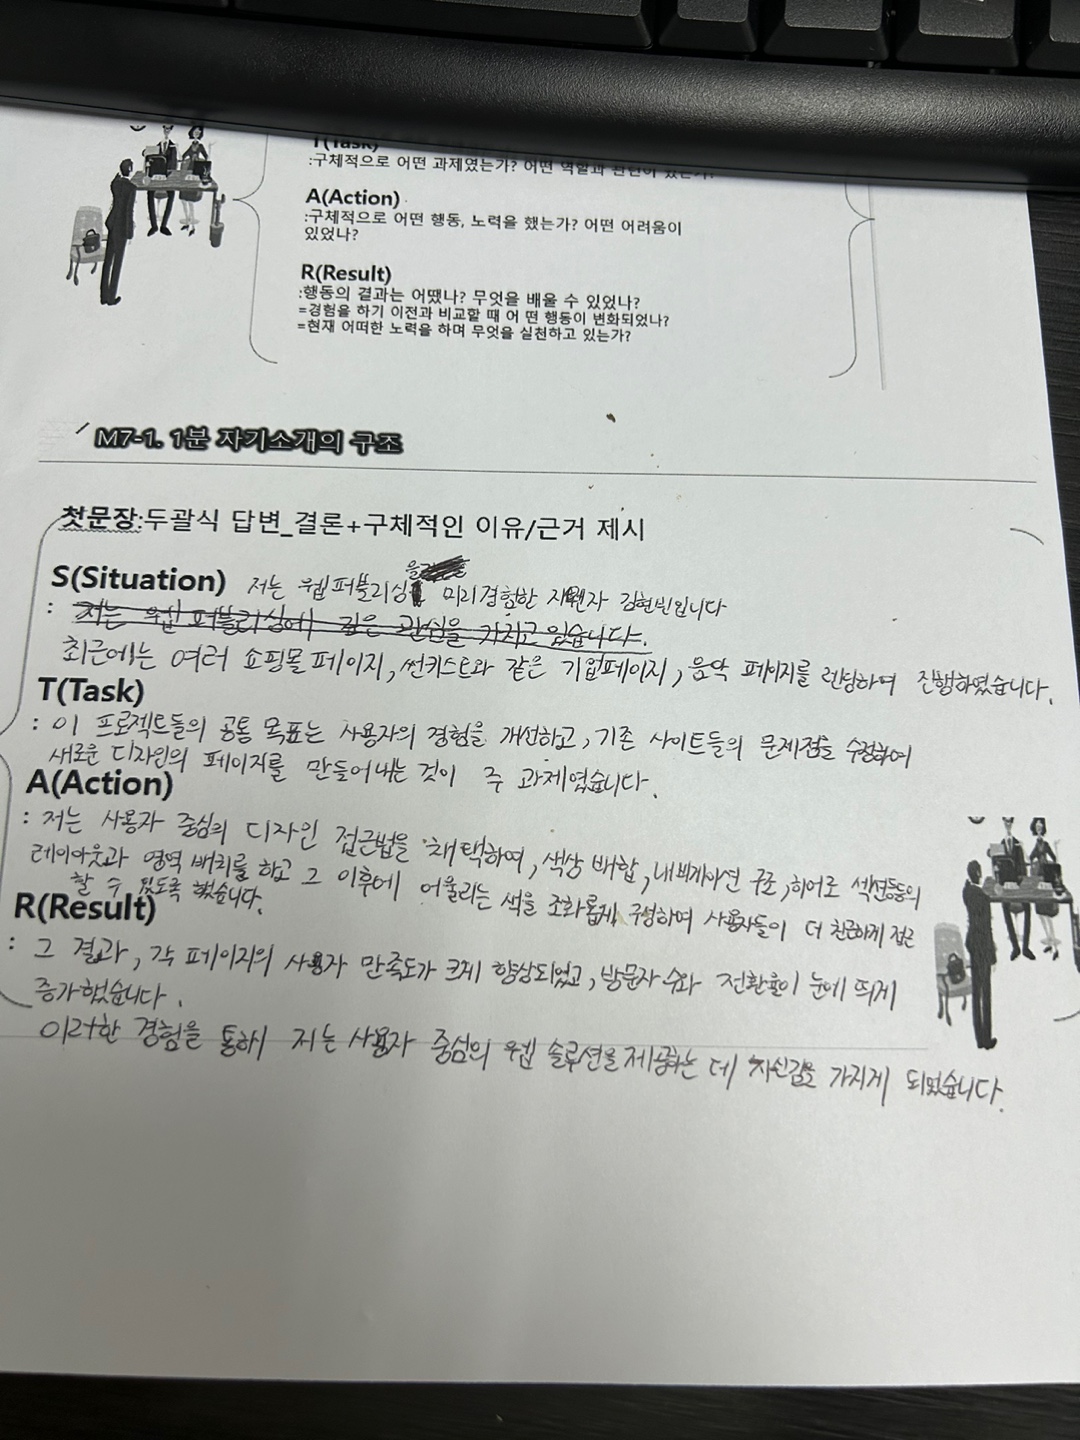 T(Task)
:구체적으로 어떤 과제였는가? 어떤 역할과 관련이 있는가?
A(Action)
:구체적으로 어떤 행동, 노력을 했는가? 어떤 어려움이
있었나?
R(Result)
:행동의 결과는 어땠나? 무엇을 배울 수 있었나?
=경험을 하기 이전과 비교할 때 어 떤 행동이 변화되었나?
=현재 어떠한 노력을 하며 무엇을 실천하고 있는가?
M7-1. 1분 자기소개의 구조
첫문장:두괄식 답변_결론+구체적인 이유/근거 제시
S(Situation) 저는 웹퍼블리싱을 미리경험한 지원자 김현빈입니다
: 저는 웹 퍼블리싱에 깊은 관심을 가지고 있습니다.
최근에는 여러 쇼핑몰페이지, 썬키스트와 같은 기업페이지, 음악 페이지를 렌딩하여 진행하였습니다.
T(Task)
: 이 프로젝트들의 공통 목표는 사용자의 경험을 개선하고, 기존 사이트들의 문제점을 수정하여
새로운 디자인의 페이지를 만들어내는 것이 주 과제였습니다.
A(Action)
: 저는 사용자 중심의 디자인 접근법을 채택하여, 색상 배합, 내비게이션 구조, 히어로 섹션등의
레이아웃과 영역 배치를 하고 그 이후에 어울리는 색을 조화롭게 구성하여 사용자들이 더 친근하게 접근
할 수 있도록 했습니다.
R(Result)
: 그 결과, 각 페이지의 사용자 만족도가 크게 향상되었고, 방문자 수와 전환율이 눈에 띄게
증가했습니다.
이러한 경험을 통해 저는 사용자 중심의 웹 솔루션을 제공하는 데 자신감을 가지게 되었습니다.